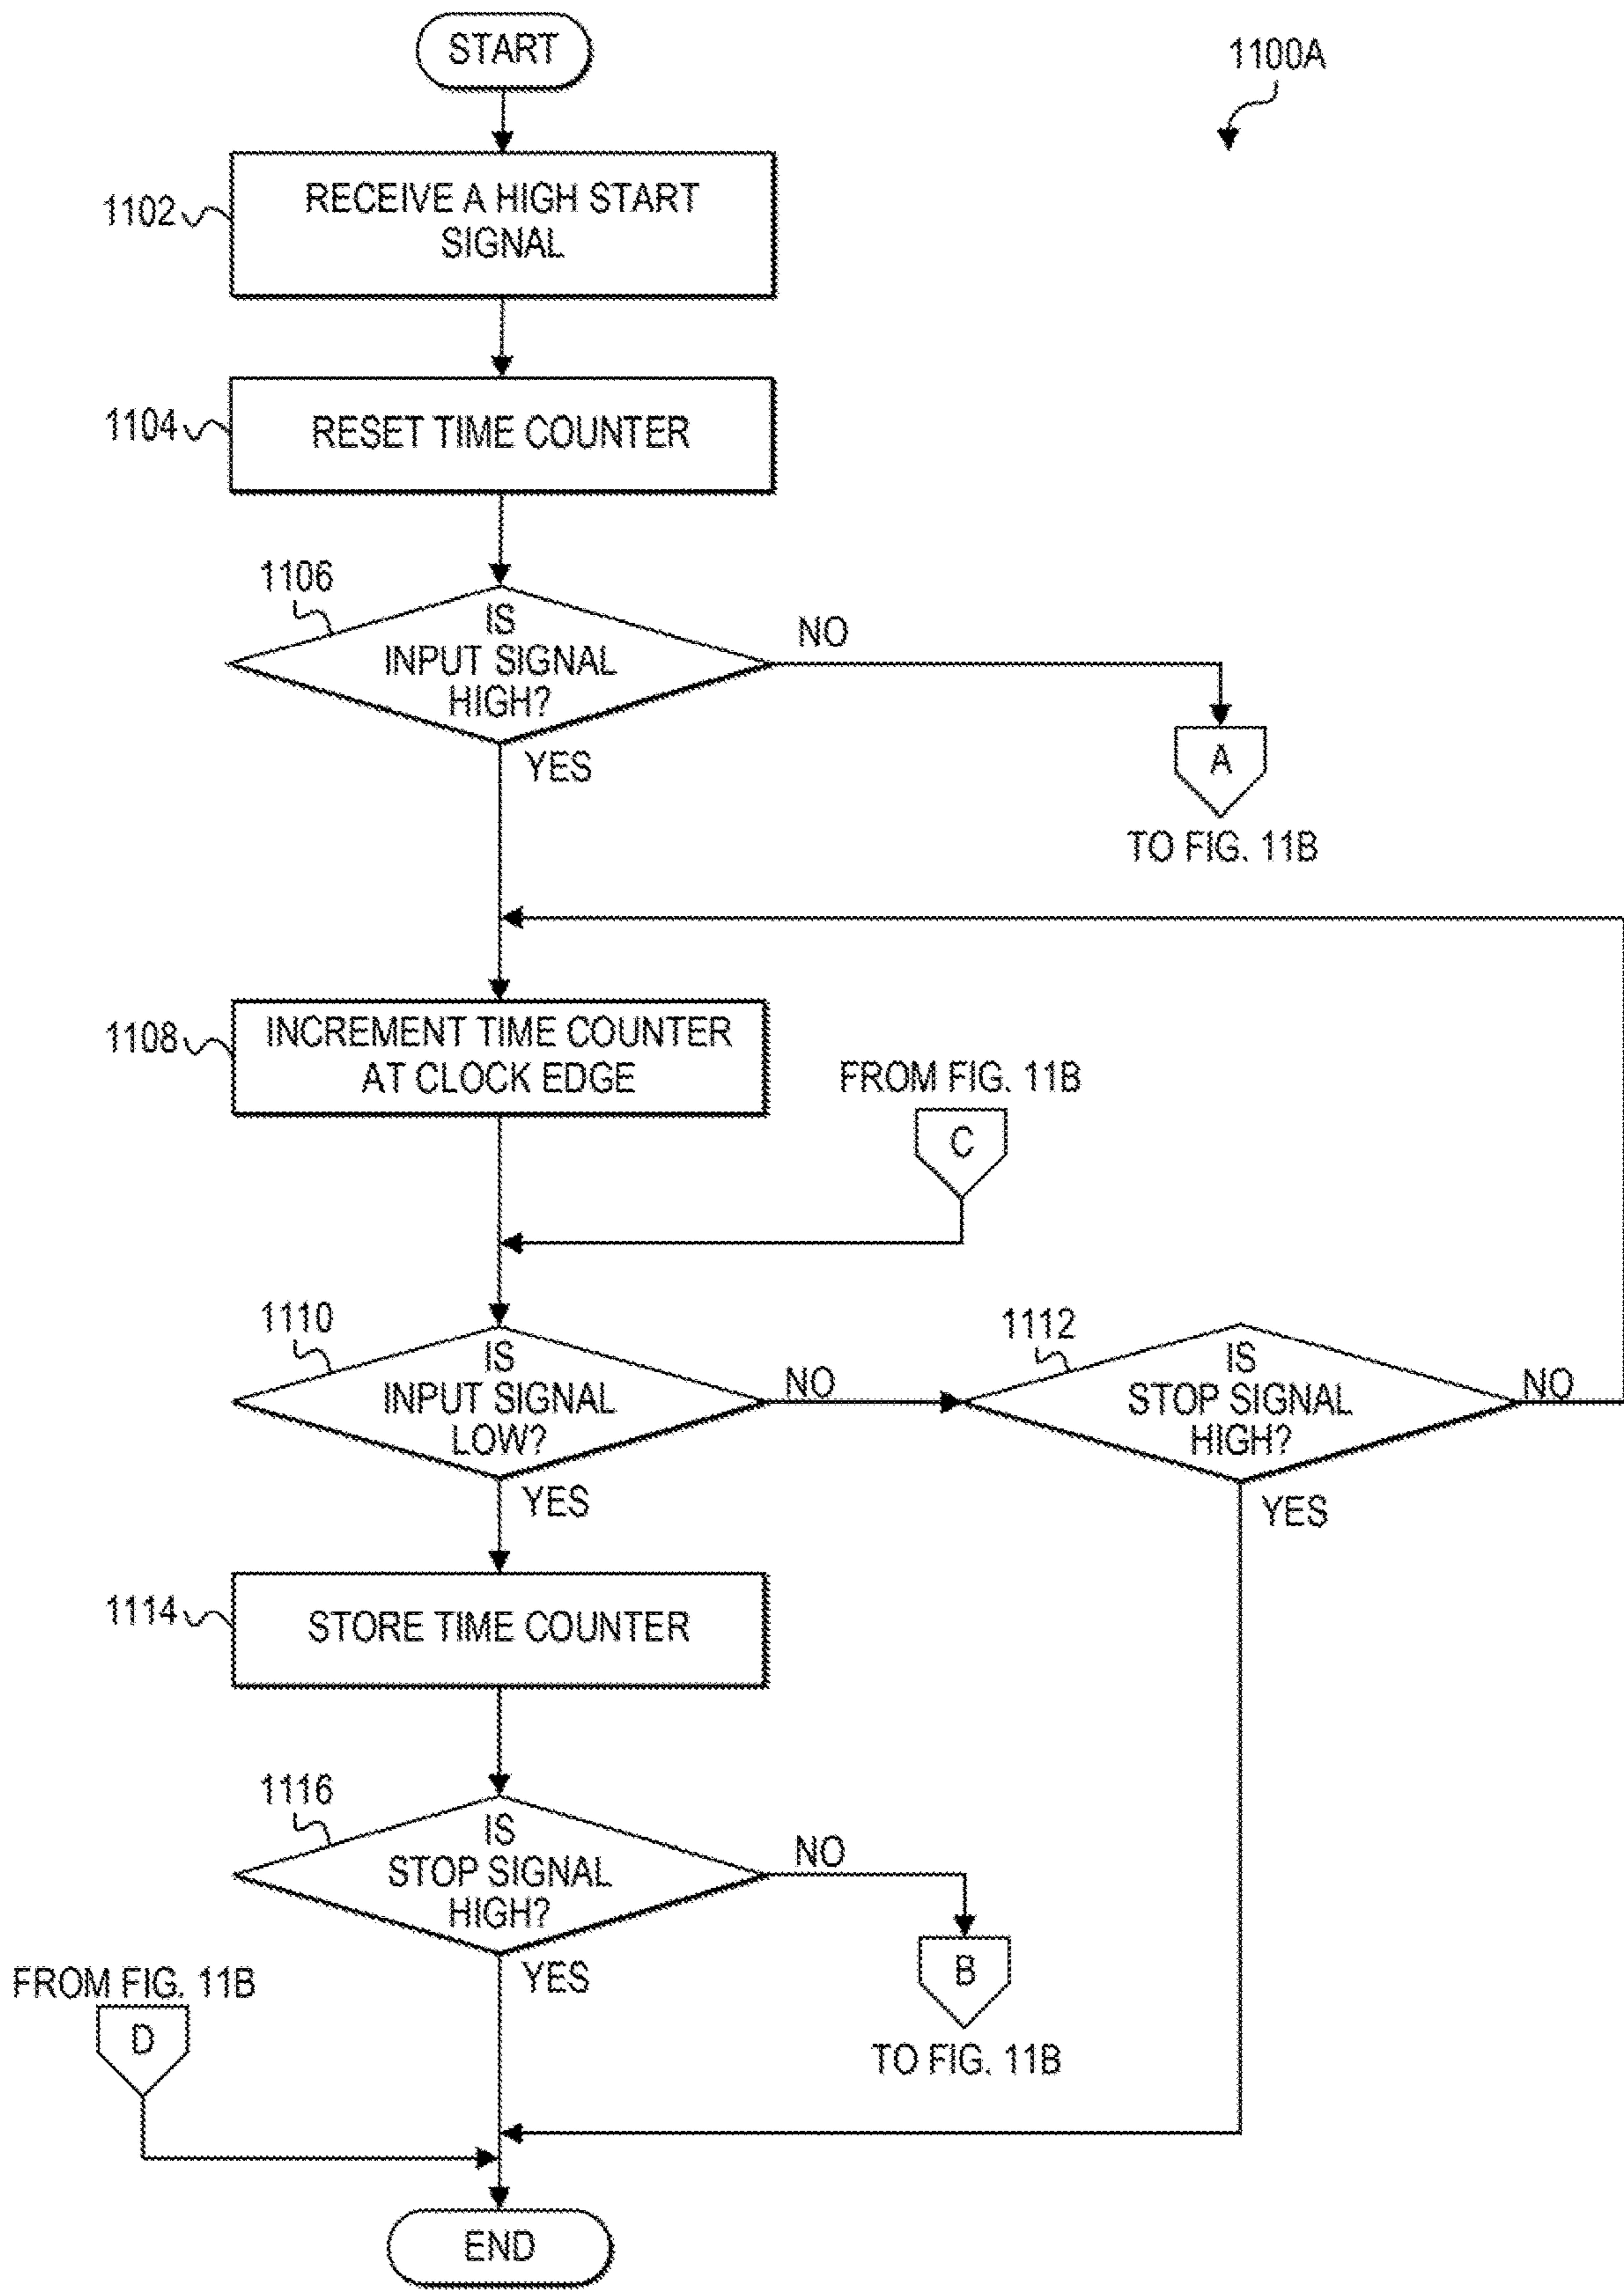 START
1100A
1102
RECEIVE A HIGH START
SIGNAL
1104
RESET TIME COUNTER
1106
IS
INPUT SIGNAL
HIGH?
NO
YES
A
TO FIG. 11B
1108
INCREMENT TIME COUNTER
AT CLOCK EDGE
FROM FIG. 11B
C
1110
IS
INPUT SIGNAL
LOW?
NO
YES
1112
IS
STOP SIGNAL
HIGH?
NO
YES
1114
STORE TIME COUNTER
1116
IS
STOP SIGNAL
HIGH?
NO
YES
B
TO FIG. 11B
FROM FIG. 11B
D
END